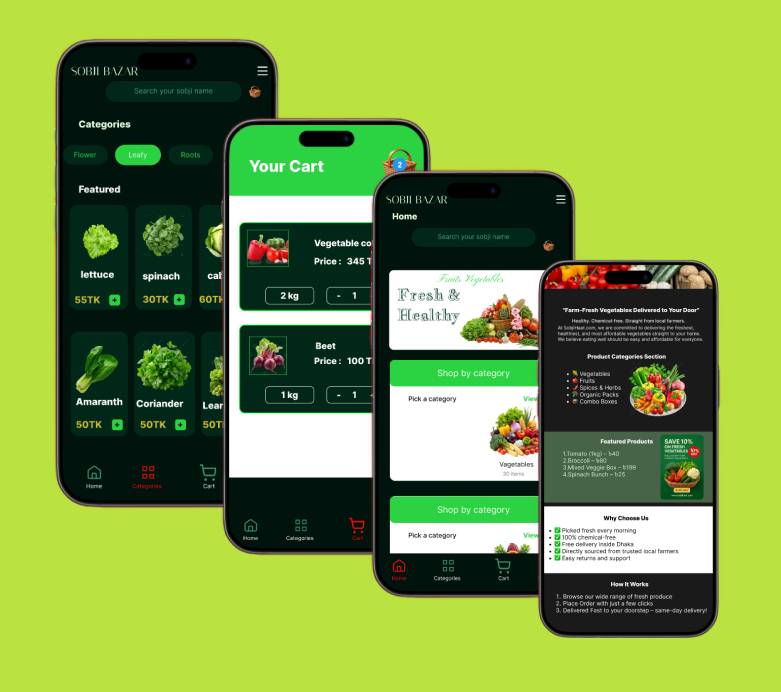 SOBJI BAZAR
Search your sobji name
Categories
Flower
Leafy
Roots
Featured
lettuce
55TK
spinach
30TK
60TK
Amaranth
50TK
Coriander
50TK
50T
Home
Categories
Cart
Your Cart
2
Vegetable co
Price : 345 T
2 kg
- 1
Beet
Price : 100 T
1 kg
- 1
Home
Categories
Cart
SOBJI BAZAR
Home
Search your sobji name
Fruits Vegetables
Fresh &
Healthy
Shop by category
Pick a category
View
Vagetables
30 items
Shop by category
Pick a category
View
Home
Categories
Cart
"Farm-Fresh Vegetables Delivered to Your Door"
Healthy. Chemical-free. Straight from local farmers.
At SobjiHaat.com, we are committed to delivering the freshest,
healthiest, and most affordable vegetables straight to your home.
We believe eating well should be easy and affordable for everyone.
Product Categories Section
Vegetables
Fruits
Spices & Herbs
Organic Packs
Combo Boxes
Featured Products
1.Tomato (1kg) – ৳40
2.Broccoli – ৳60
3.Mixed Veggie Box – ৳199
4.Spinach Bunch – ৳25
SAVE 10%
ON FRESH
VEGETABLES
10%
Why Choose Us
Picked fresh every morning
100% chemical-free
Free delivery inside Dhaka
Directly sourced from trusted local farmers
Easy returns and support
How It Works
1. Browse our wide range of fresh produce
2. Place Order with just a few clicks
3. Delivered Fast to your doorstep – same-day delivery!